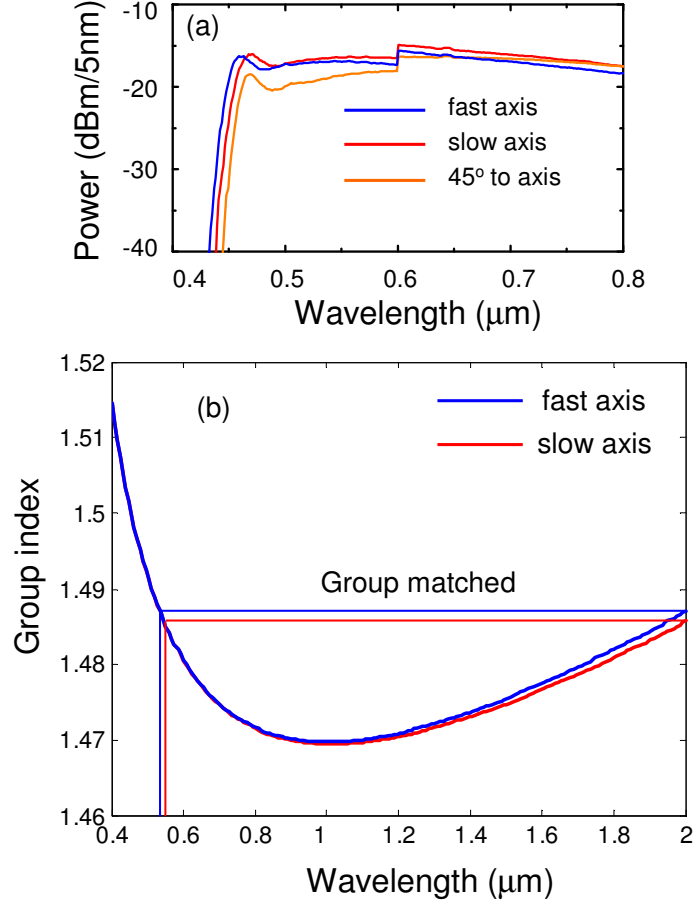 (a)
-10
-20
-30
-40
Power (dBm/5nm)
fast axis
slow axis
45° to axis
0.4 0.5 0.6 0.7 0.8
Wavelength (μm)
(b)
1.52
1.51
1.5
1.49
1.48
1.47
1.46
Group index
fast axis
slow axis
Group matched
0.4 0.6 0.8 1 1.2 1.4 1.6 1.8 2
Wavelength (μm)